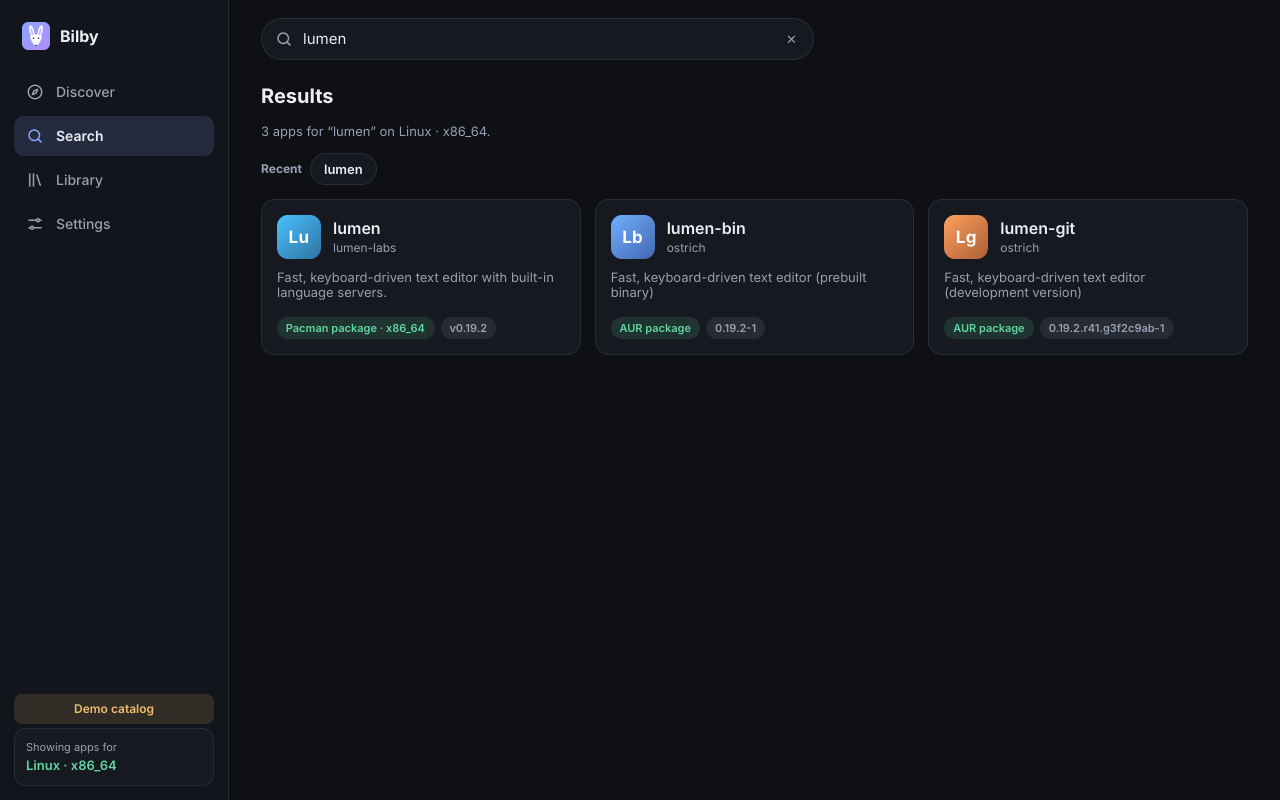 Bilby
Discover
Search
Library
Settings
Demo catalog
Showing apps for
Linux · x86_64
lumen
Results
3 apps for “lumen” on Linux · x86_64.
Recent
lumen
Lu
lumen
lumen-labs
Fast, keyboard-driven text editor with built-in
language servers.
Pacman package · x86_64
v0.19.2
Lb
lumen-bin
ostrich
Fast, keyboard-driven text editor (prebuilt
binary)
AUR package
0.19.2-1
Lg
lumen-git
ostrich
Fast, keyboard-driven text editor
(development version)
AUR package
0.19.2.r41.g3f2c9ab-1